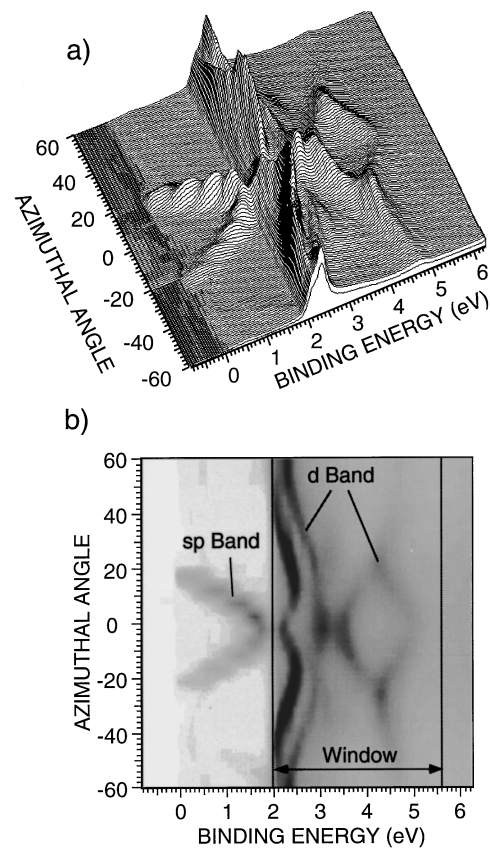 a)
60
40
20
0
-20
-40
-60
AZIMUTHAL ANGLE
0
1
2
3
4
5
6
BINDING ENERGY (eV)
b)
60
40
20
0
-20
-40
-60
AZIMUTHAL ANGLE
d Band
sp Band
Window
0 1 2 3 4 5 6
BINDING ENERGY (eV)